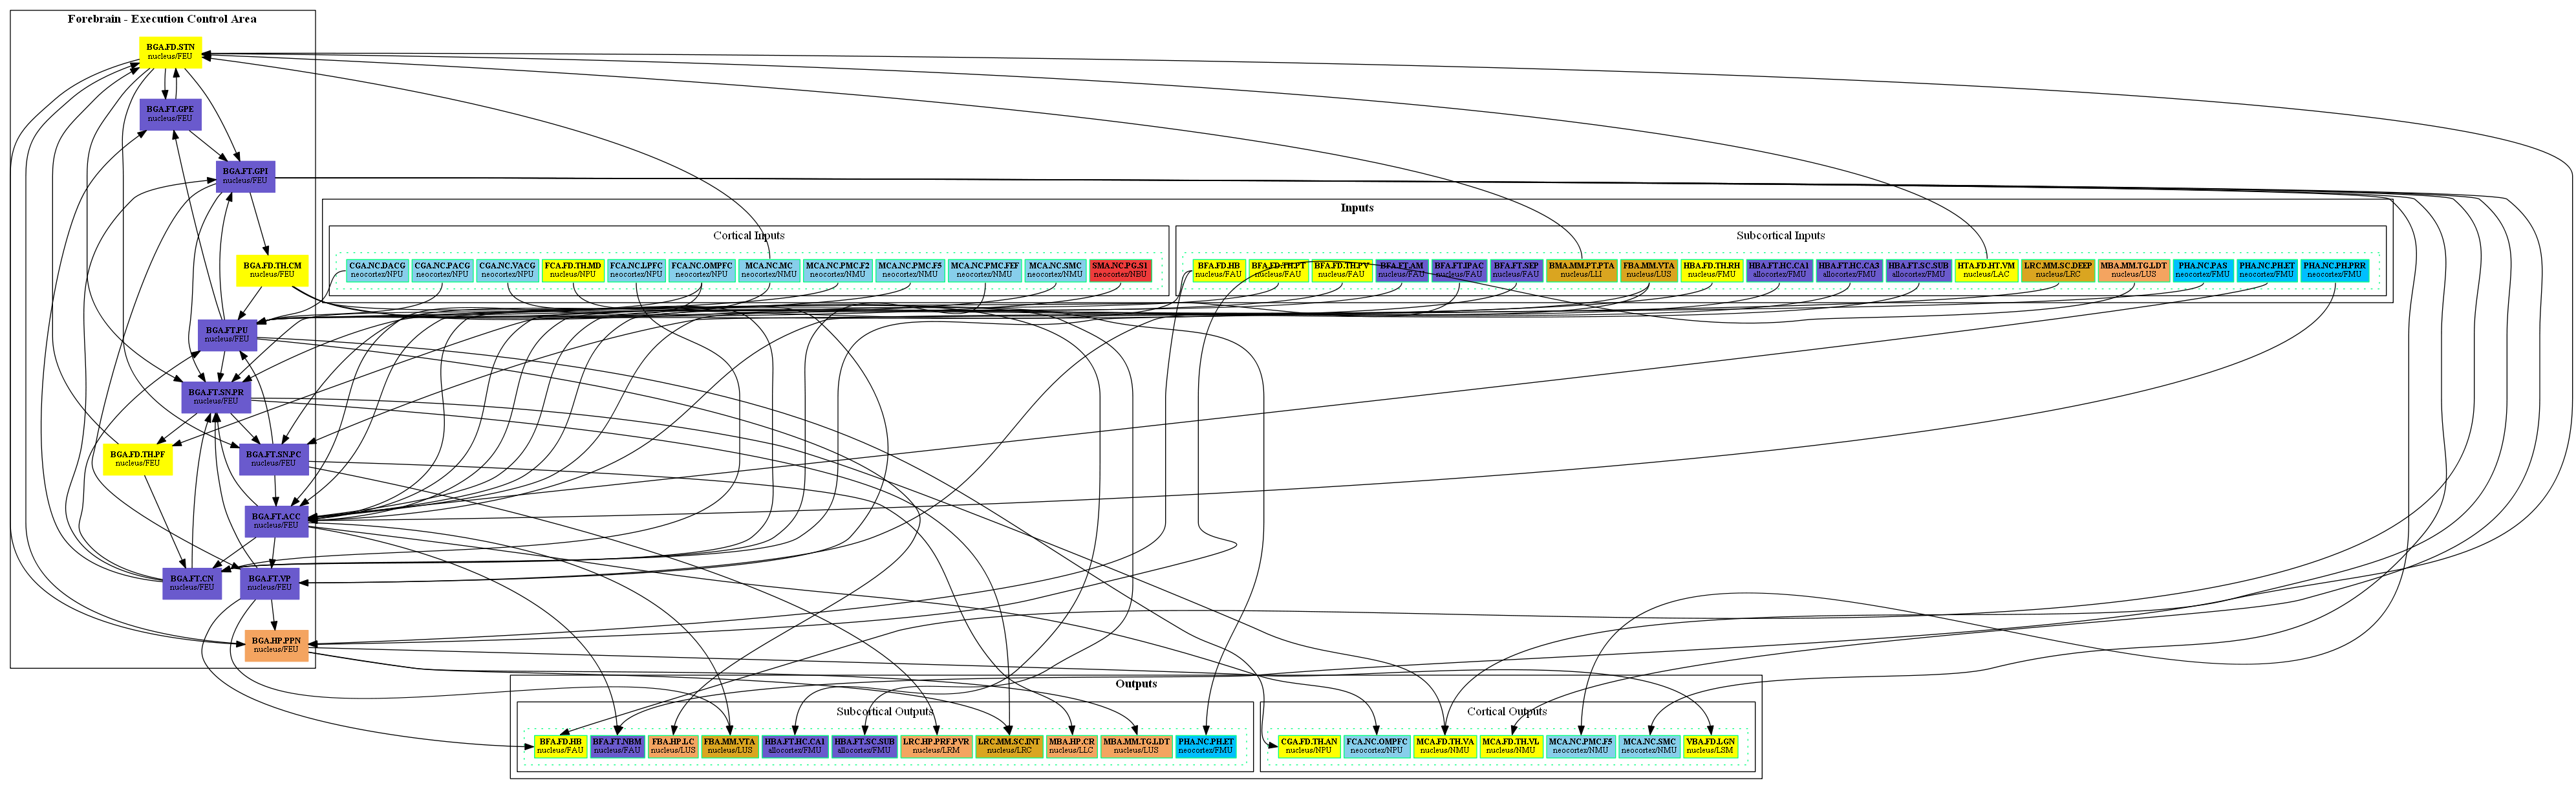 Forebrain - Execution Control Area
BGA.FD.STN
nucleus/FEU
BGA.FT.GPE
nucleus/FEU
BGA.FT.GPI
nucleus/FEU
BGA.FD.TH.CM
nucleus/FEU
BGA.FT.PU
nucleus/FEU
BGA.FT.SN.PR
nucleus/FEU
BGA.FD.TH.PF
nucleus/FEU
BGA.FT.SN.PC
nucleus/FEU
BGA.FT.ACC
nucleus/FEU
BGA.FT.CN
nucleus/FEU
BGA.FT.VP
nucleus/FEU
BGA.HP.PPN
nucleus/FEU
Inputs
Cortical Inputs
CGA.NC.DACG
neocortex/NPU
CGA.NC.PACG
neocortex/NPU
CGA.NC.VACG
neocortex/NPU
FCA.FD.TH.MD
nucleus/NPU
FCA.NC.LPFC
neocortex/NPU
FCA.NC.OMPFC
neocortex/NPU
MCA.NC.MC
neocortex/NMU
MCA.NC.PMC.F2
neocortex/NMU
MCA.NC.PMC.F5
neocortex/NMU
MCA.NC.PMC.FEF
neocortex/NMU
MCA.NC.SMC
neocortex/NMU
SMA.NC.PG.S1
neocortex/NBU
Subcortical Inputs
BFA.FD.HB
nucleus/FAU
BFA.FD.TH.PT
nucleus/FAU
BFA.FD.TH.PV
nucleus/FAU
BFA.FT.AM
nucleus/FAU
BFA.FT.IPAC
nucleus/FAU
BFA.FT.SEP
nucleus/FAU
BMA.MM.PT.PTA
nucleus/LLI
FBA.MM.VTA
nucleus/LUS
HBA.FD.TH.RH
nucleus/FMU
HBA.FT.HC.CA1
allocortex/FMU
HBA.FT.HC.CA3
allocortex/FMU
HBA.FT.SC.SUB
allocortex/FMU
HTA.FD.HT.VM
nucleus/LAC
LRC.MM.SC.DEEP
nucleus/LRC
MBA.MM.TG.LDT
nucleus/LUS
PHA.NC.PAS
neocortex/FMU
PHA.NC.PH.ET
neocortex/FMU
PHA.NC.PH.PRR
neocortex/FMU
Outputs
Subcortical Outputs
BFA.FD.HB
nucleus/FAU
BFA.FT.NBM
nucleus/FAU
FBA.HP.LC
nucleus/LUS
FBA.MM.VTA
nucleus/LUS
HBA.FT.HC.CA1
allocortex/FMU
HBA.FT.SC.SUB
allocortex/FMU
LRC.HP.PRF.PVR
nucleus/LRM
LRC.MM.SC.INT
nucleus/LRC
MBA.HP.CR
nucleus/LLC
MBA.MM.TG.LDT
nucleus/LUS
PHA.NC.PH.ET
neocortex/FMU
Cortical Outputs
CGA.FD.TH.AN
nucleus/NPU
FCA.NC.OMPFC
neocortex/NPU
MCA.FD.TH.VA
nucleus/NMU
MCA.FD.TH.VL
nucleus/NMU
MCA.NC.PMC.F5
neocortex/NMU
MCA.NC.SMC
neocortex/NMU
VBA.FD.LGN
nucleus/LSM